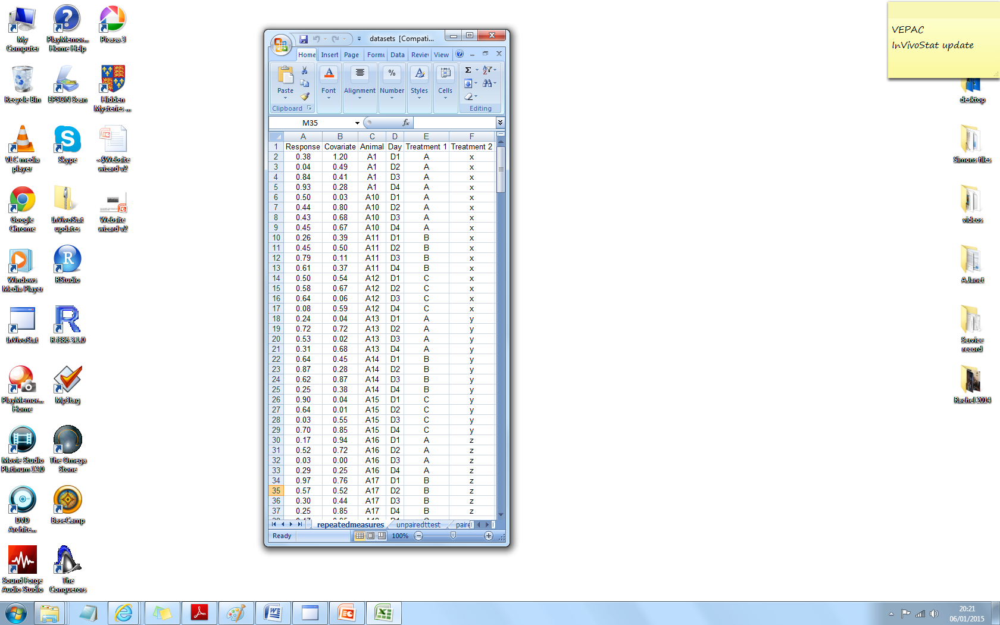 My
Computer
PlayMemor...
Home Help
Picasa 3
Recycle Bin
EPSON Scan
Hidden
Mysteries ...
VLC media
player
Skype
~$Website
wizard v2
Google
Chrome
InVivoStat
updates
Website
wizard v2
Windows
Media Player
RStudio
InVivoStat
R i386 3.1.0
PlayMemor...
Home
Mp3tag
Movie Studio
Platinum 12.0
The Omega
Stone
DVD
Archite...
BaseCamp
Sound Forge
Audio Studio
The
Conquerors
datasets [Compati...
Home Insert Page Formu Data Review View
Paste Font Alignment Number Styles Cells
Clipboard Editing
M35 fx
A B C D E F
1 Response Covariate Animal Day Treatment 1 Treatment 2
2 0.38 1.20 A1 D1 A x
3 0.04 0.49 A1 D2 A x
4 0.84 0.41 A1 D3 A x
5 0.93 0.28 A1 D4 A x
6 0.50 0.03 A10 D1 A x
7 0.44 0.80 A10 D2 A x
8 0.43 0.68 A10 D3 A x
9 0.45 0.67 A10 D4 A x
10 0.26 0.39 A11 D1 B x
11 0.45 0.50 A11 D2 B x
12 0.79 0.11 A11 D3 B x
13 0.61 0.37 A11 D4 B x
14 0.50 0.54 A12 D1 C x
15 0.58 0.67 A12 D2 C x
16 0.64 0.06 A12 D3 C x
17 0.08 0.59 A12 D4 C x
18 0.24 0.04 A13 D1 A y
19 0.72 0.72 A13 D2 A y
20 0.53 0.02 A13 D3 A y
21 0.31 0.68 A13 D4 A y
22 0.64 0.45 A14 D1 B y
23 0.87 0.28 A14 D2 B y
24 0.62 0.87 A14 D3 B y
25 0.25 0.38 A14 D4 B y
26 0.90 0.04 A15 D1 C y
27 0.64 0.01 A15 D2 C y
28 0.03 0.55 A15 D3 C y
29 0.70 0.85 A15 D4 C y
30 0.17 0.94 A16 D1 A z
31 0.52 0.72 A16 D2 A z
32 0.03 0.00 A16 D3 A z
33 0.29 0.25 A16 D4 A z
34 0.97 0.76 A17 D1 B z
35 0.57 0.52 A17 D2 B z
36 0.30 0.44 A17 D3 B z
37 0.25 0.85 A17 D4 B z
repeatedmeasures unpairedttest paire
Ready 100%
VEPAC
InVivoStat update
desktop
Simons files
videos
AJanet
Service
record
Rachel 2014
20:21
06/01/2015